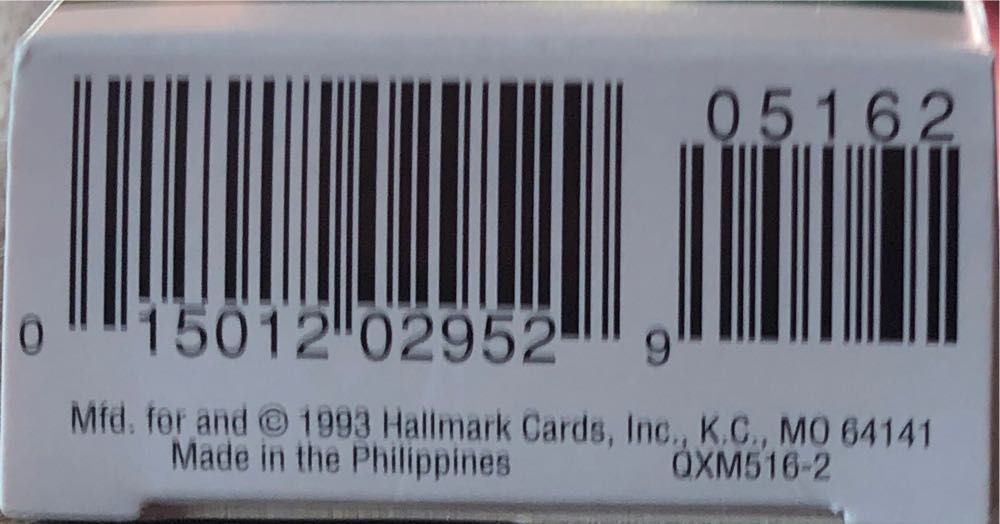 05162
0 15012 02952 9
Mfd. for and © 1993 Hallmark Cards, Inc., K.C., MO 64141
Made in the Philippines QXM516-2